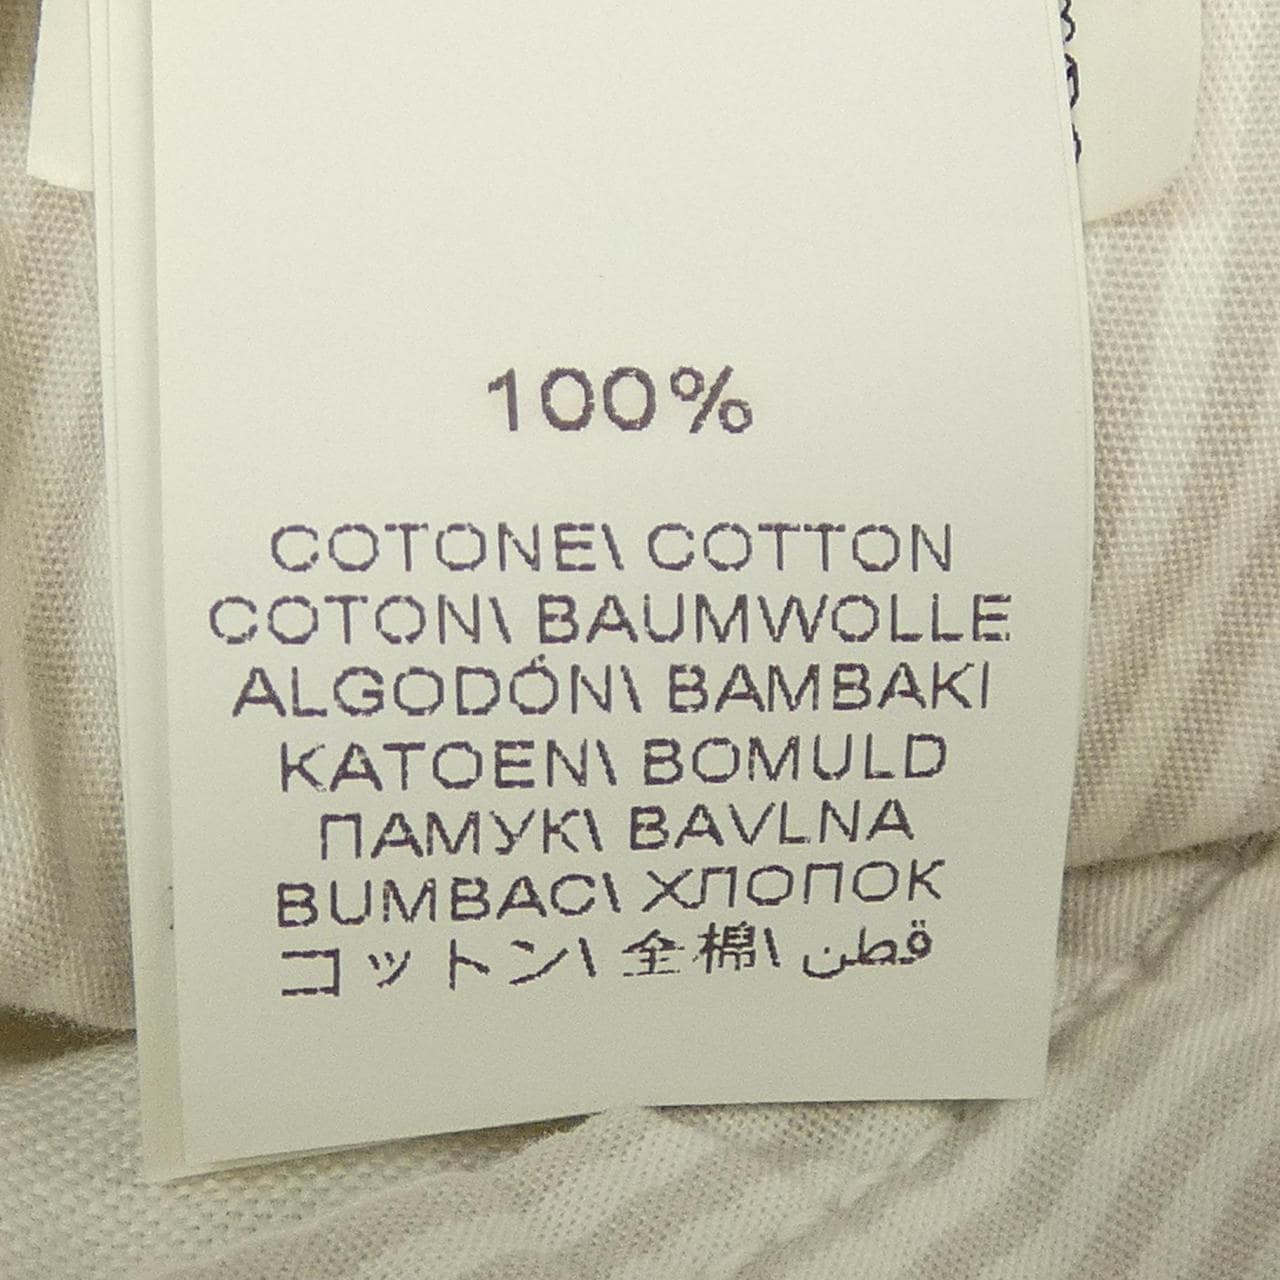 100%
COTONE\ COTTON
COTON\ BAUMWOLLE
ALGODÓN\ BAMBAKI
KATOEN\ BOMULD
ПАМУК\ BAVLNA
BUMBAC\ ХЛОПОК
コットン\ 全棉\ قطن